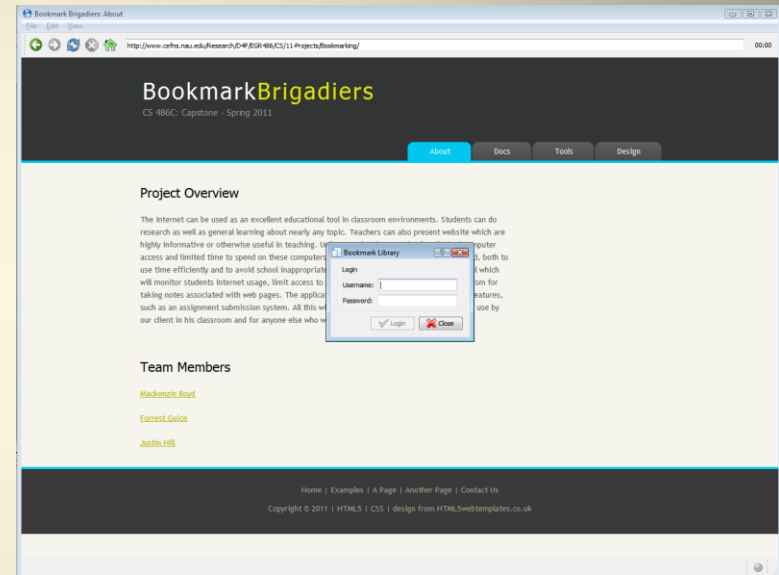 Bookmark Brigadiers: About
File Edit View
http://www.cefns.nau.edu/Research/D4P/EGR486/CS/11-Projects/Bookmarking/
00:00
BookmarkBrigadiers
CS 486C: Capstone - Spring 2011
About Docs Tools Design
Project Overview
The Internet can be used as an excellent educational tool in classroom environments. Students can do
research as well as general learning about nearly any topic. Teachers can also present website which are
highly informative or otherwise useful in teaching.
access and limited time to spend on these computers
both to
use time efficiently and to avoid school inappropriate
which
will monitor students internet usage, limit access to
taking notes associated with web pages. The
such as an assignment submission system. All this
use by
our client in his classroom and for anyone else who
Bookmark Library
Login
Username:
Password:
Login
Close
Team Members
Mackenzie Boyd
Forrest Guice
Justin Hill
Home | Examples | A Page | Another Page | Contact Us
Copyright © 2011 | HTML5 | CSS | design from HTML5webtemplates.co.uk